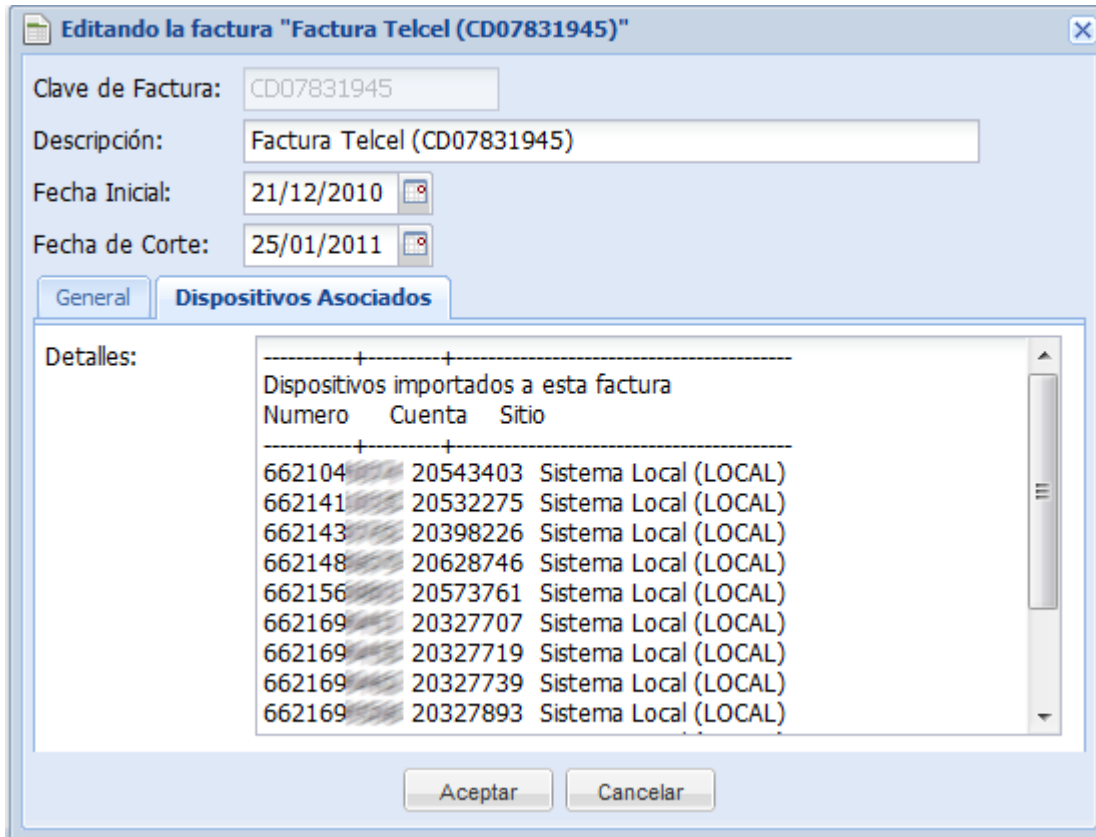 Editando la factura "Factura Telcel (CD07831945)"
Clave de Factura: CD07831945
Descripción: Factura Telcel (CD07831945)
Fecha Inicial: 21/12/2010
Fecha de Corte: 25/01/2011
General Dispositivos Asociados
Detalles:
-----------+---------+------------------------------------------
Dispositivos importados a esta factura
Numero Cuenta Sitio
-----------+---------+------------------------------------------
662104 20543403 Sistema Local (LOCAL)
662141 20532275 Sistema Local (LOCAL)
662143 20398226 Sistema Local (LOCAL)
662148 20628746 Sistema Local (LOCAL)
662156 20573761 Sistema Local (LOCAL)
662169 20327707 Sistema Local (LOCAL)
662169 20327719 Sistema Local (LOCAL)
662169 20327739 Sistema Local (LOCAL)
662169 20327893 Sistema Local (LOCAL)
Aceptar Cancelar